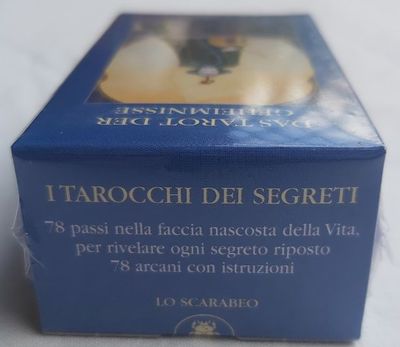 DAS TAROT DER
GEHEIMNISSE
I TAROCCHI DEI SEGRETI
78 passi nella faccia nascosta della Vita,
per rivelare ogni segreto riposto
78 arcani con istruzioni
LO SCARABEO